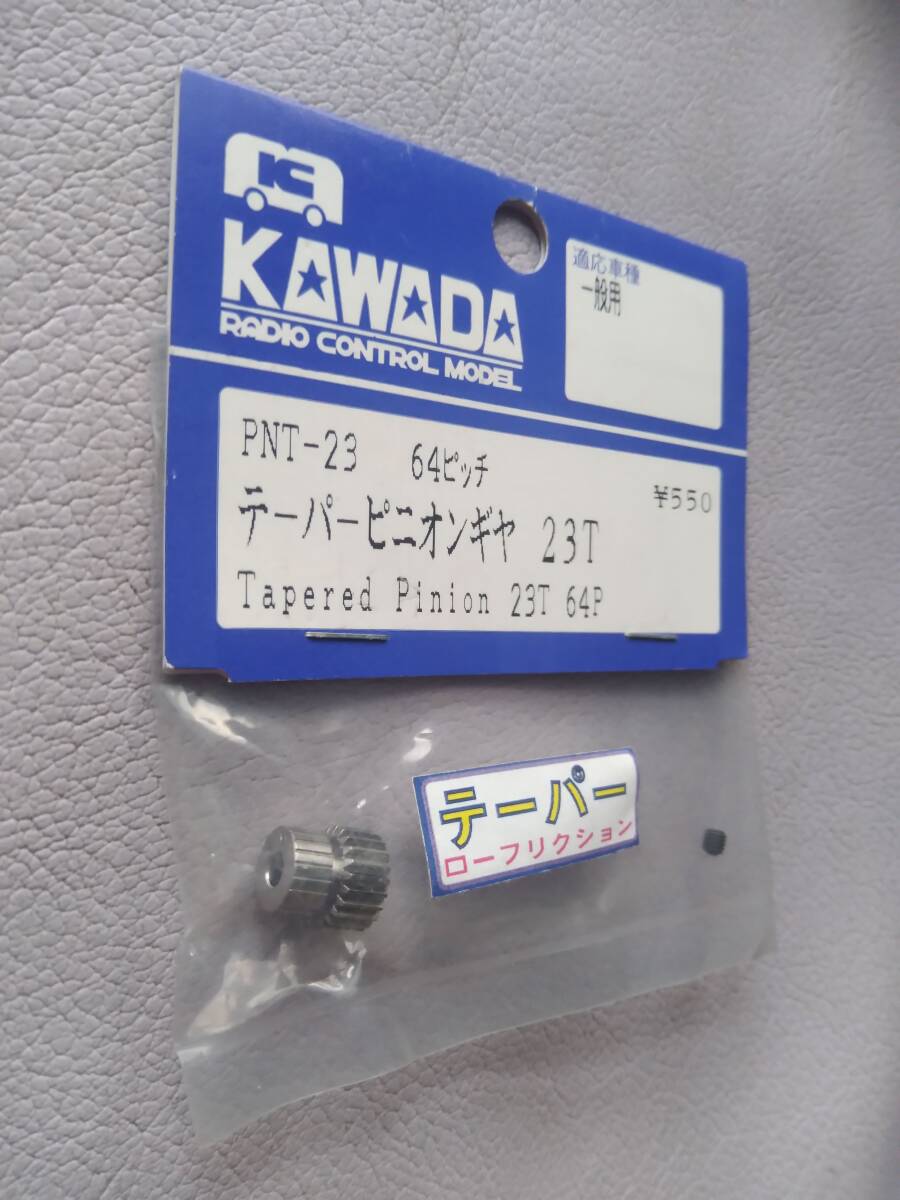 K
KAWADA
RADIO CONTROL MODEL
適応車種
一般用
PNT-23 64ピッチ
¥550
テーパーピニオンギヤ 23T
Tapered Pinion 23T 64P
テーパー
ローフリクション